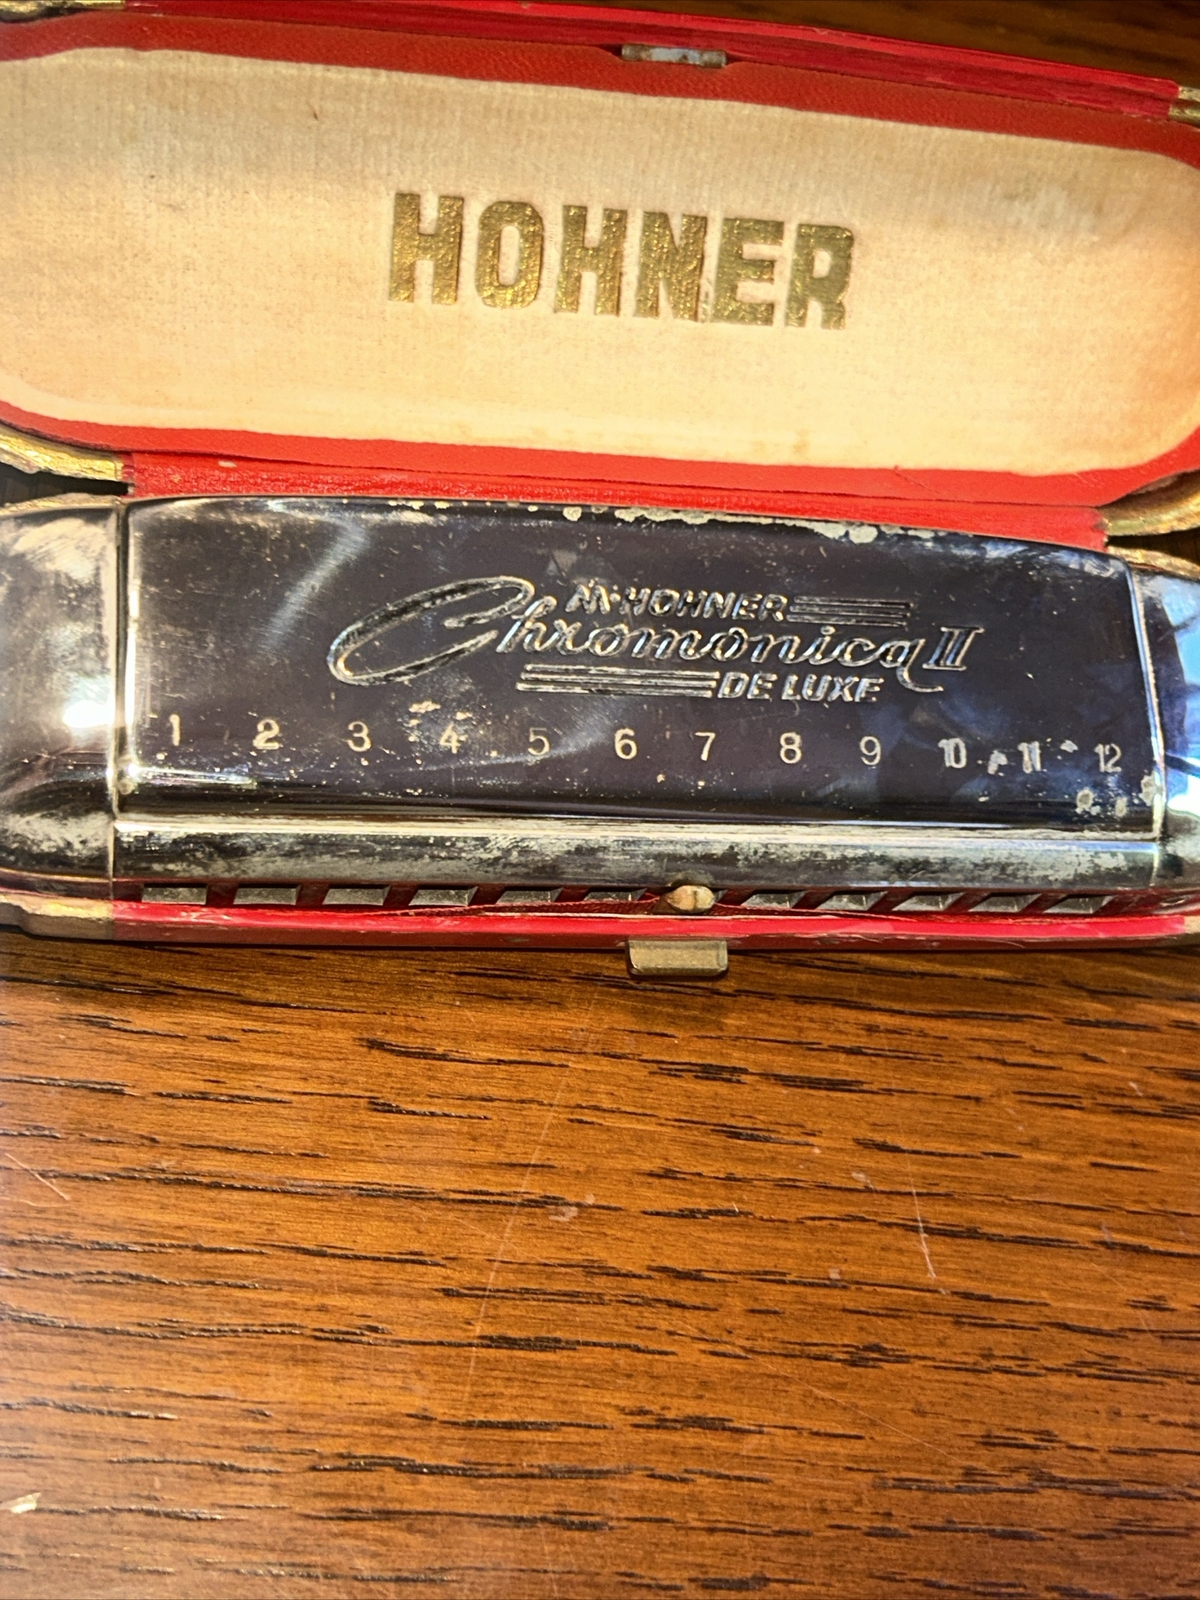 HOHNER
M·HOHNER
Chromonica II
DE LUXE
1 2 3 4 5 6 7 8 9 10 11 12